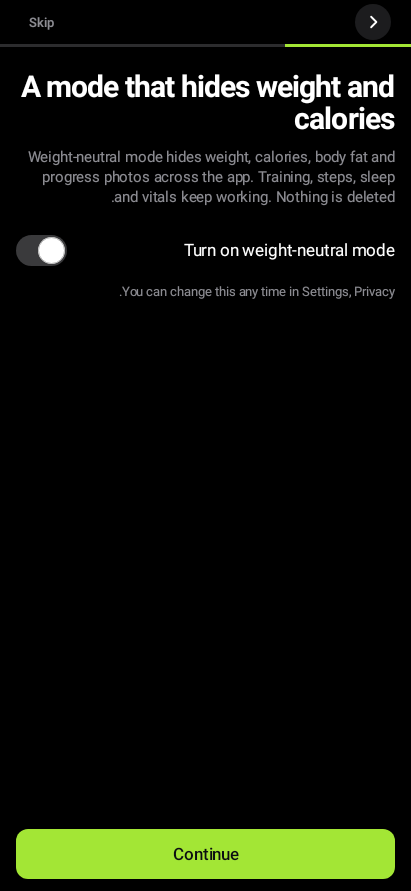 Skip
A mode that hides weight and
calories
Weight-neutral mode hides weight, calories, body fat and
progress photos across the app. Training, steps, sleep
and vitals keep working. Nothing is deleted.
Turn on weight-neutral mode
You can change this any time in Settings, Privacy.
Continue